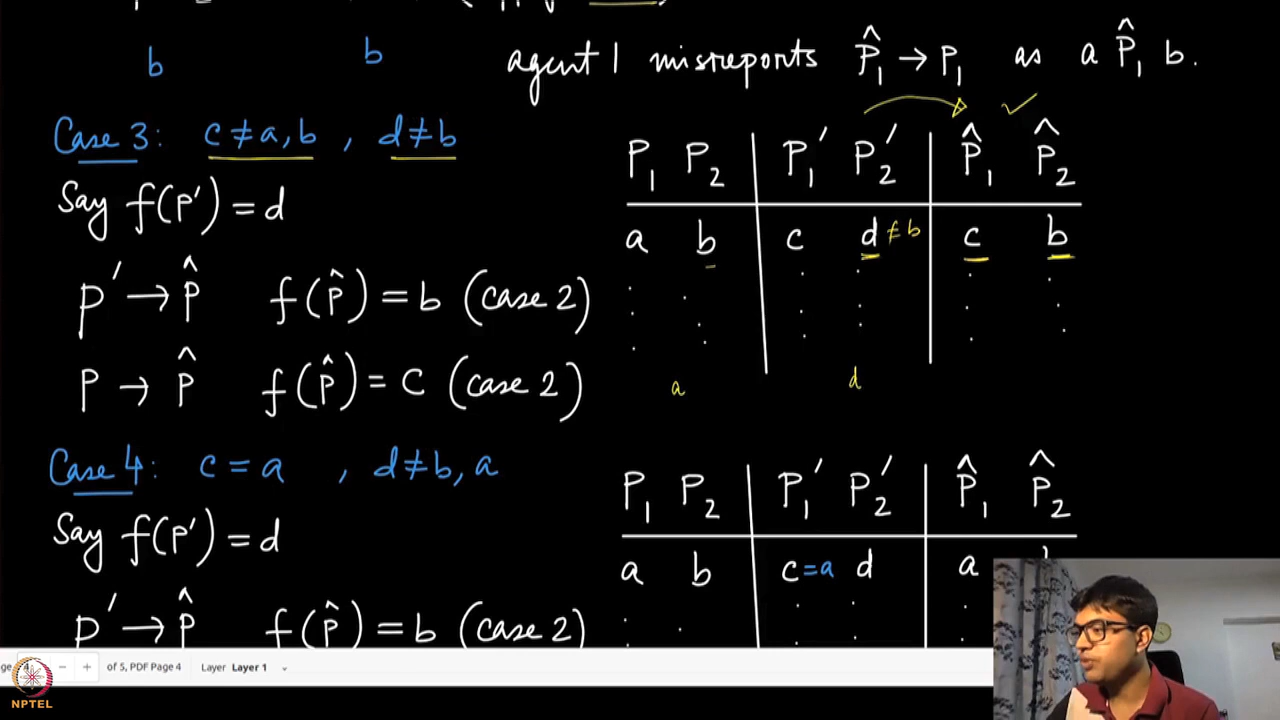 b b agent 1 misreports P̂₁ → P₁ as a P̂₁ b.
Case 3: c ≠ a, b , d ≠ b
Say f(P′) = d
P′ → P̂ f(P̂) = b (case 2)
P → P̂ f(P̂) = C (case 2)
P₁ P₂ P₁′ P₂′ P̂₁ P̂₂
a b c d ≠ b c b
a d
Case 4: c = a , d ≠ b, a
Say f(P′) = d
P′ → P̂ f(P̂) = b (case 2)
P₁ P₂ P₁′ P₂′ P̂₁ P̂₂
a b c = a d a
4 of 5, PDF Page 4 Layer Layer 1
NPTEL